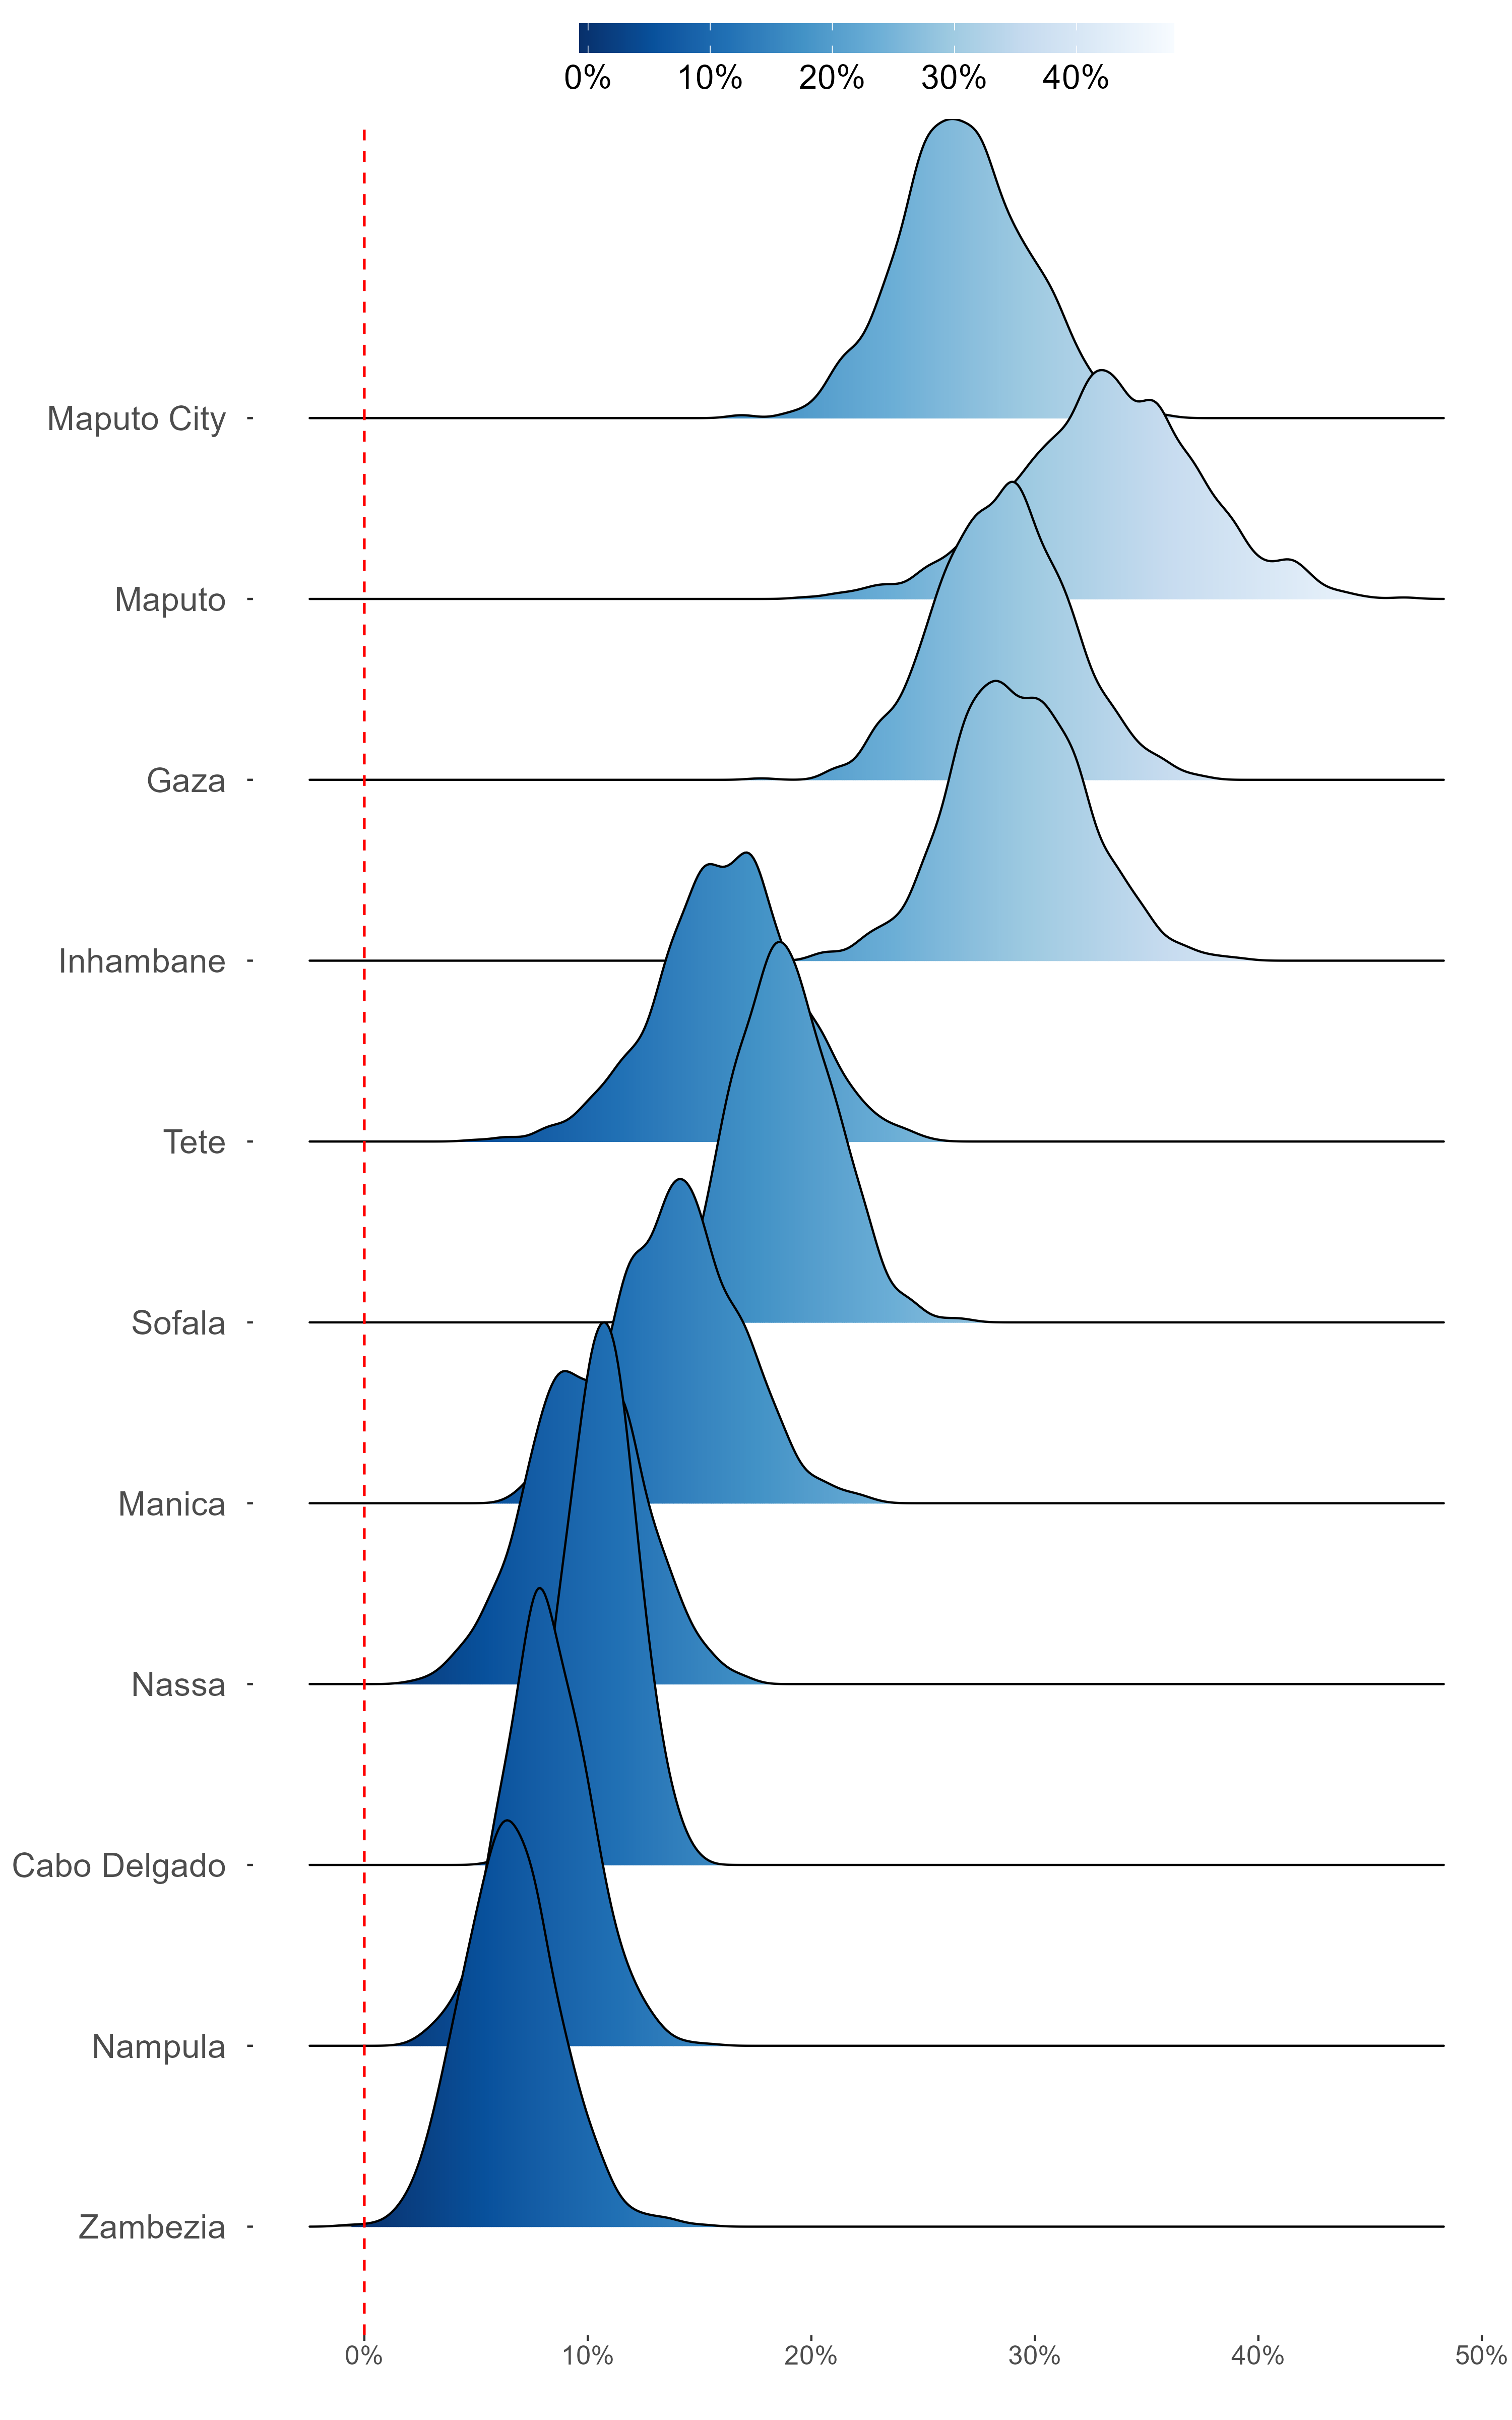 0% 10% 20% 30% 40%
Maputo City
Maputo
Gaza
Inhambane
Tete
Sofala
Manica
Nassa
Cabo Delgado
Nampula
Zambezia
0% 10% 20% 30% 40% 50%